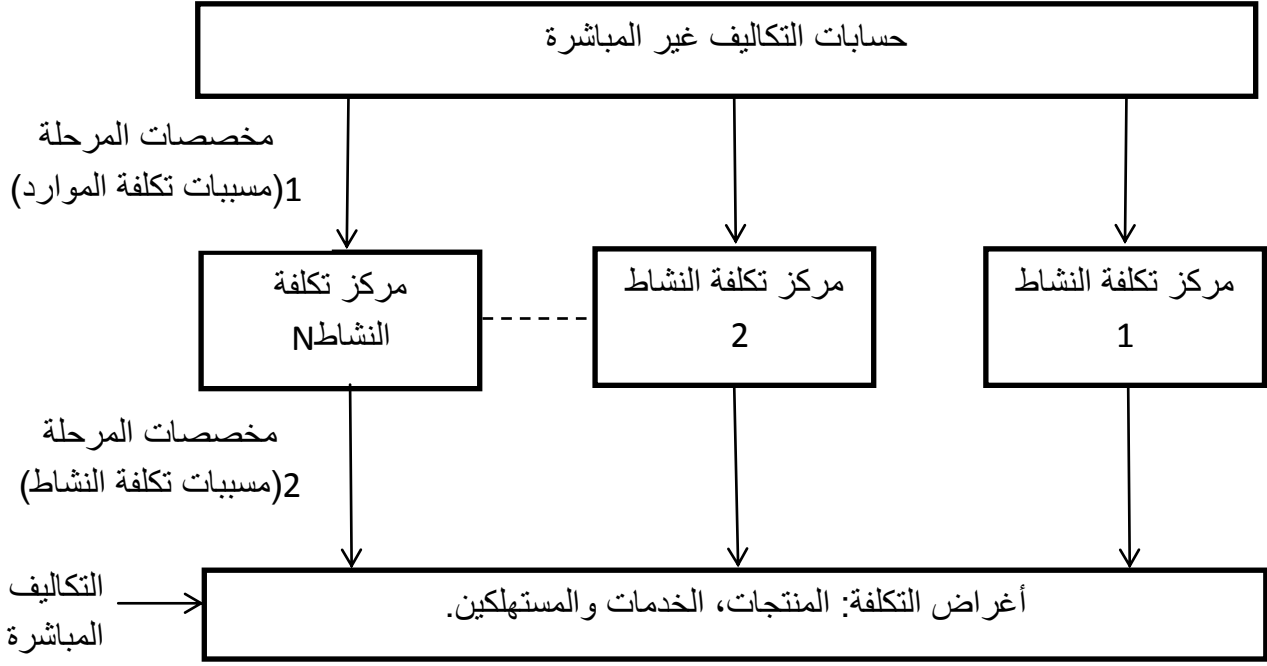 حسابات التكاليف غير المباشرة
مخصصات المرحلة
1(مسببات تكلفة الموارد)
مركز تكلفة النشاط
1
مركز تكلفة النشاط
2
مركز تكلفة
النشاطN
مخصصات المرحلة
2(مسببات تكلفة النشاط)
أغراض التكلفة: المنتجات، الخدمات والمستهلكين.
التكاليف
المباشرة